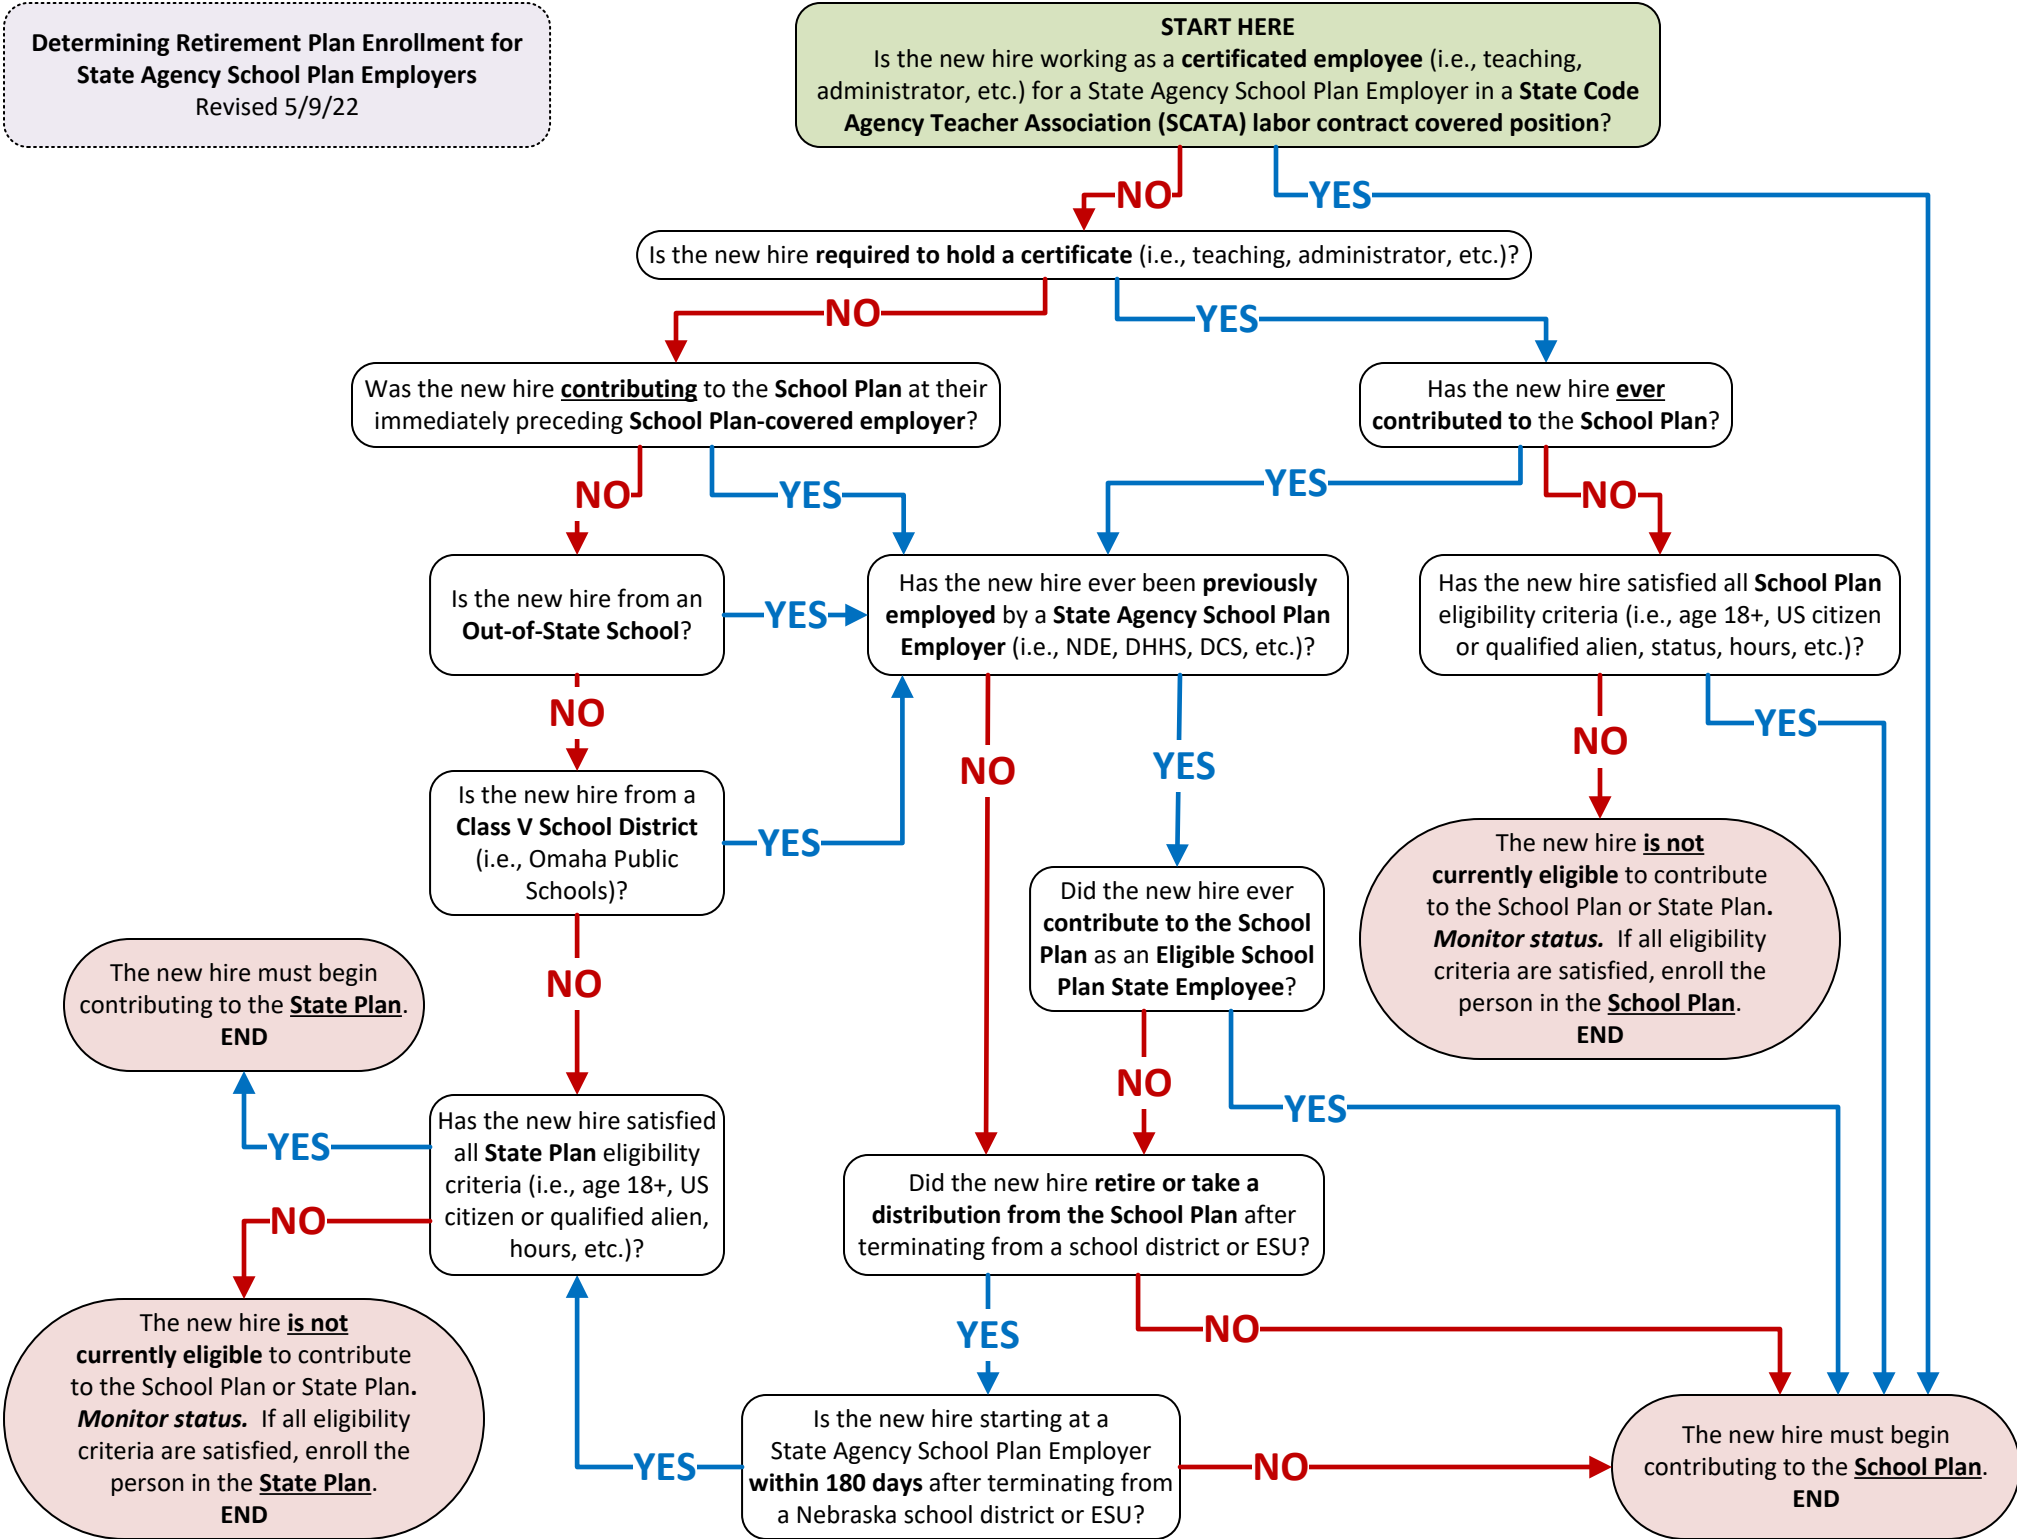 Determining Retirement Plan Enrollment for
State Agency School Plan Employers
Revised 5/9/22
START HERE
Is the new hire working as a certificated employee (i.e., teaching,
administrator, etc.) for a State Agency School Plan Employer in a State Code
Agency Teacher Association (SCATA) labor contract covered position?
NO
YES
Is the new hire required to hold a certificate (i.e., teaching, administrator, etc.)?
NO
YES
Was the new hire contributing to the School Plan at their
immediately preceding School Plan-covered employer?
Has the new hire ever
contributed to the School Plan?
NO
YES
YES
NO
Is the new hire from an
Out-of-State School?
YES
Has the new hire ever been previously
employed by a State Agency School Plan
Employer (i.e., NDE, DHHS, DCS, etc.)?
Has the new hire satisfied all School Plan
eligibility criteria (i.e., age 18+, US citizen
or qualified alien, status, hours, etc.)?
NO
NO
YES
NO
YES
Is the new hire from a
Class V School District
(i.e., Omaha Public
Schools)?
YES
The new hire is not
currently eligible to contribute
to the School Plan or State Plan.
Monitor status. If all eligibility
criteria are satisfied, enroll the
person in the School Plan.
END
Did the new hire ever
contribute to the School
Plan as an Eligible School
Plan State Employee?
NO
The new hire must begin
contributing to the State Plan.
END
NO
YES
YES
Has the new hire satisfied
all State Plan eligibility
criteria (i.e., age 18+, US
citizen or qualified alien,
hours, etc.)?
NO
Did the new hire retire or take a
distribution from the School Plan after
terminating from a school district or ESU?
YES
NO
The new hire is not
currently eligible to contribute
to the School Plan or State Plan.
Monitor status. If all eligibility
criteria are satisfied, enroll the
person in the State Plan.
END
YES
Is the new hire starting at a
State Agency School Plan Employer
within 180 days after terminating from
a Nebraska school district or ESU?
NO
The new hire must begin
contributing to the School Plan.
END